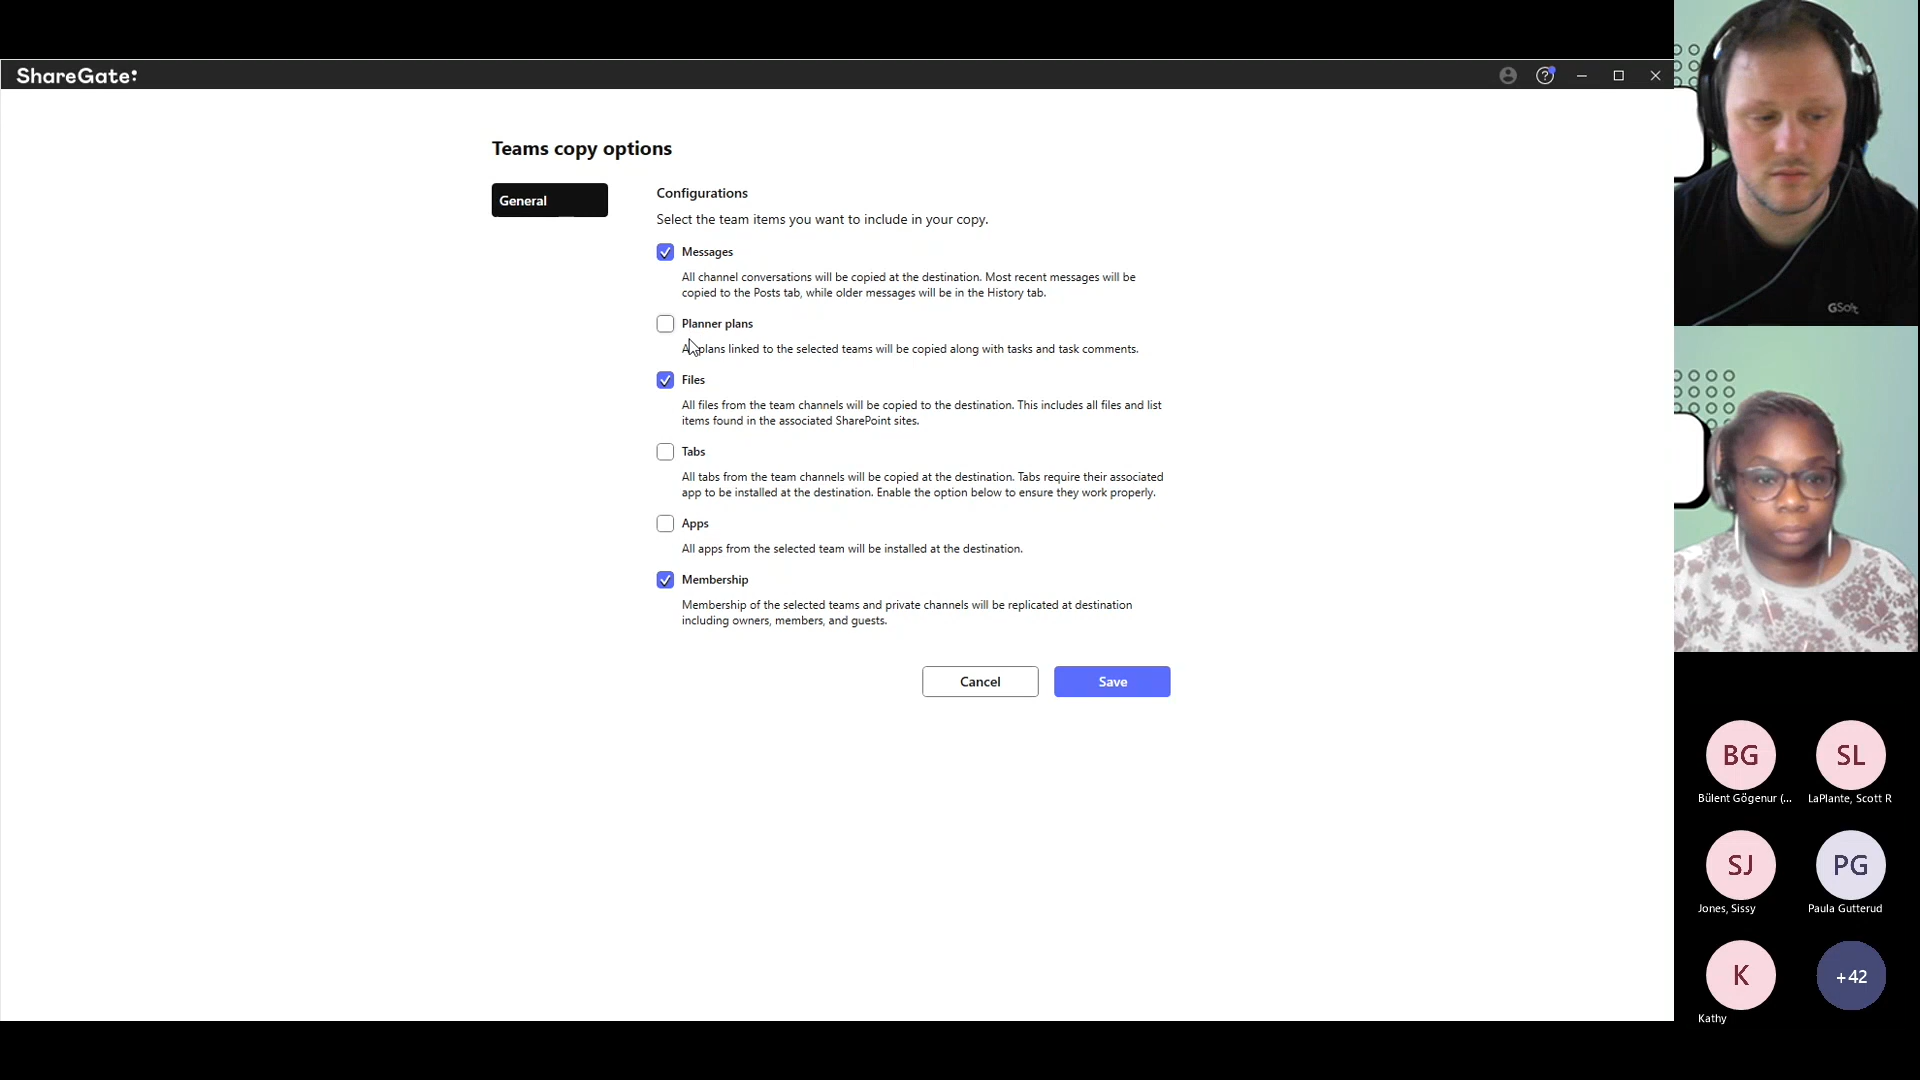 ShareGate:
Teams copy options
General
Configurations
Select the team items you want to include in your copy.
Messages
All channel conversations will be copied at the destination. Most recent messages will be
copied to the Posts tab, while older messages will be in the History tab.
Planner plans
plans linked to the selected teams will be copied along with tasks and task comments.
Files
All files from the team channels will be copied to the destination. This includes all files and list
items found in the associated SharePoint sites.
Tabs
All tabs from the team channels will be copied at the destination. Tabs require their associated
app to be installed at the destination. Enable the option below to ensure they work properly.
Apps
All apps from the selected team will be installed at the destination.
Membership
Membership of the selected teams and private channels will be replicated at destination
including owners, members, and guests.
Cancel
Save
GSoft
BG
Bülent Gögenur (...
SL
LaPlante, Scott R
SJ
Jones, Sissy
PG
Paula Gutterud
K
Kathy
+42